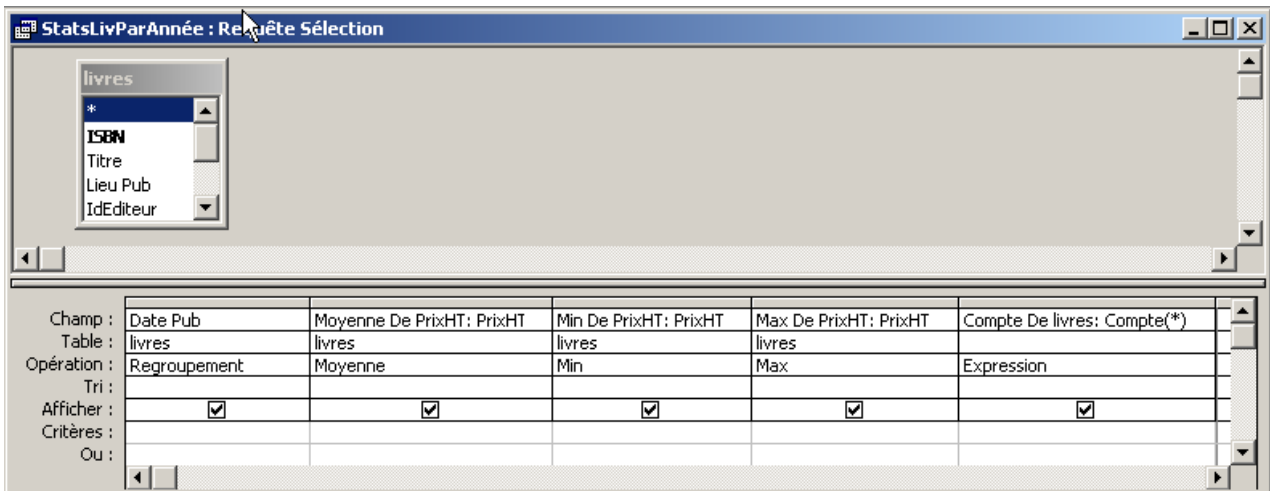 StatsLivParAnnée : Requête Sélection
livres
*
ISBN
Titre
Lieu Pub
IdEditeur
Champ : Date Pub Moyenne De PrixHT: PrixHT Min De PrixHT: PrixHT Max De PrixHT: PrixHT Compte De livres: Compte(*)
Table : livres livres livres livres
Opération : Regroupement Moyenne Min Max Expression
Tri :
Afficher :
Critères :
Ou :